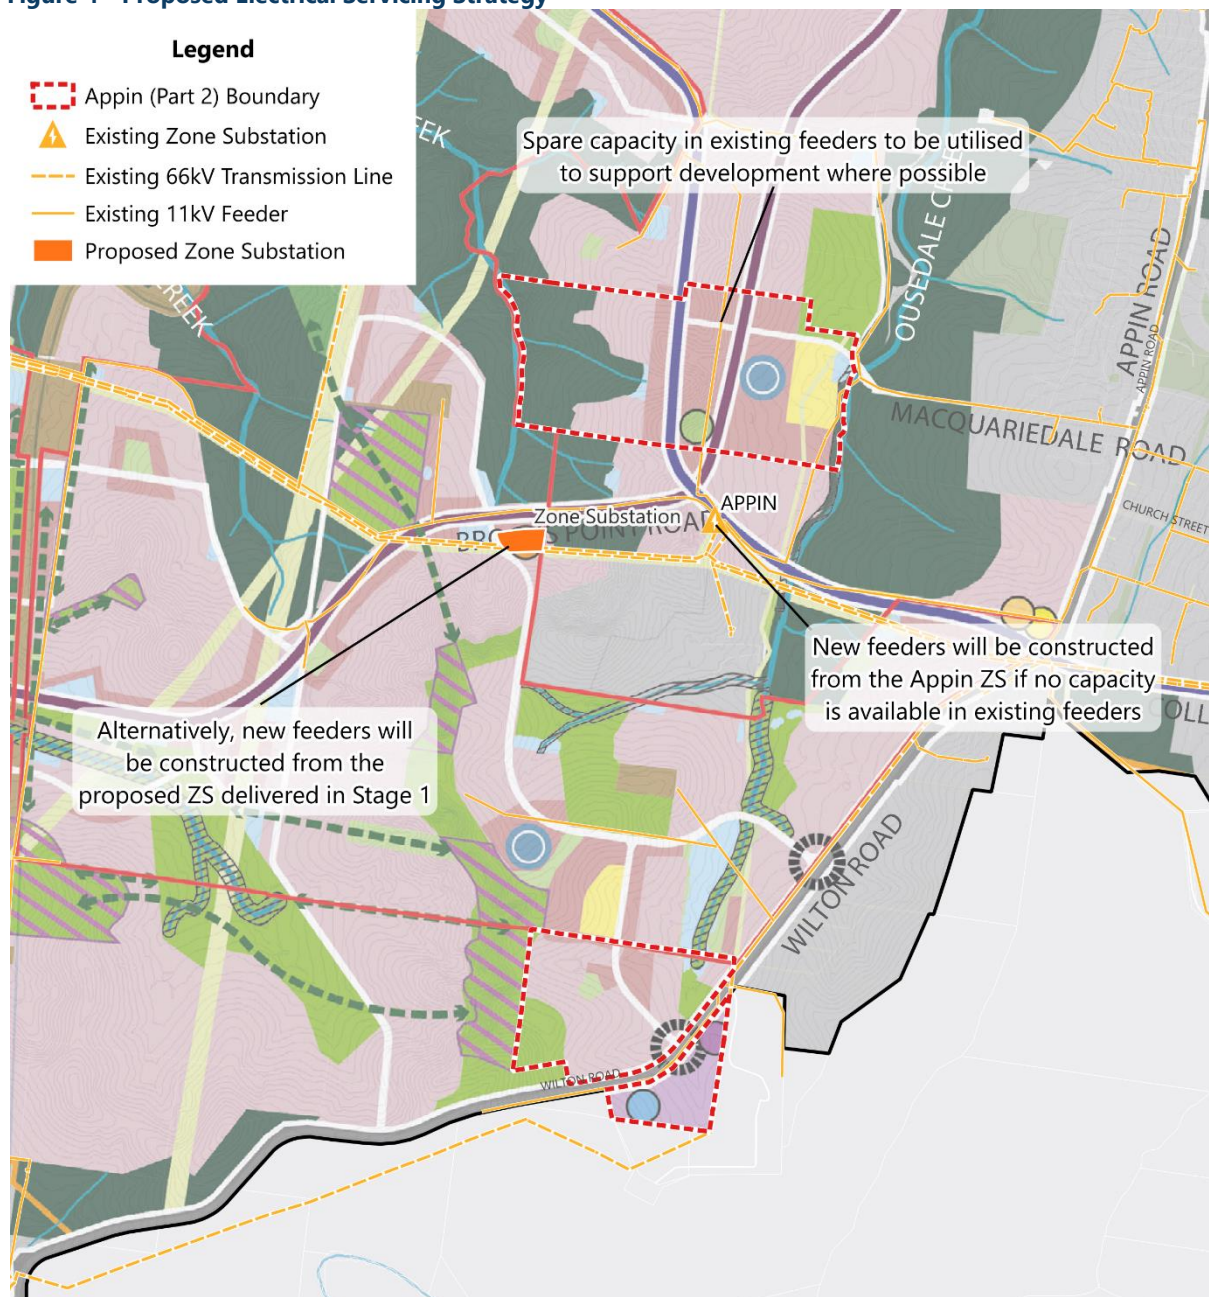 Legend
Appin (Part 2) Boundary
Existing Zone Substation
Existing 66kV Transmission Line
Existing 11kV Feeder
Proposed Zone Substation
Spare capacity in existing feeders to be utilised
to support development where possible
CREEK
OUSEDALE
APPIN ROAD
APPIN ROAD
MACQUARIEDALE ROAD
CHURCH STREET
APPIN
Zone Substation
POINT ROAD
New feeders will be constructed
from the Appin ZS if no capacity
is available in existing feeders
Alternatively, new feeders will
be constructed from the
proposed ZS delivered in Stage 1
WILTON ROAD
WILTON ROAD